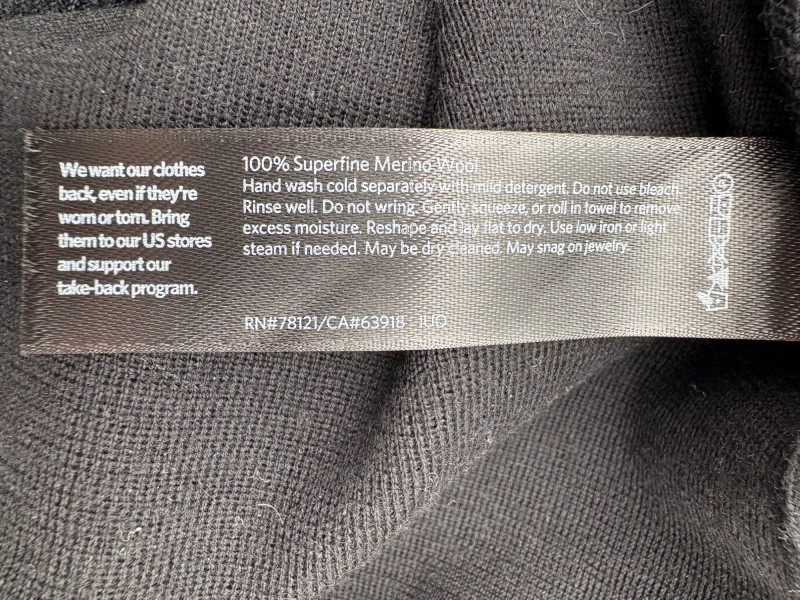 We want our clothes
back, even if they're
worn or torn. Bring
them to our US stores
and support our
take-back program.
100% Superfine Merino Wool
Hand wash cold separately with mild detergent. Do not use bleach.
Rinse well. Do not wring. Gently squeeze, or roll in towel to remove
excess moisture. Reshape and lay flat to dry. Use low iron or light
steam if needed. May be dry cleaned. May snag on jewelry.
RN#78121/CA#63918 IUO